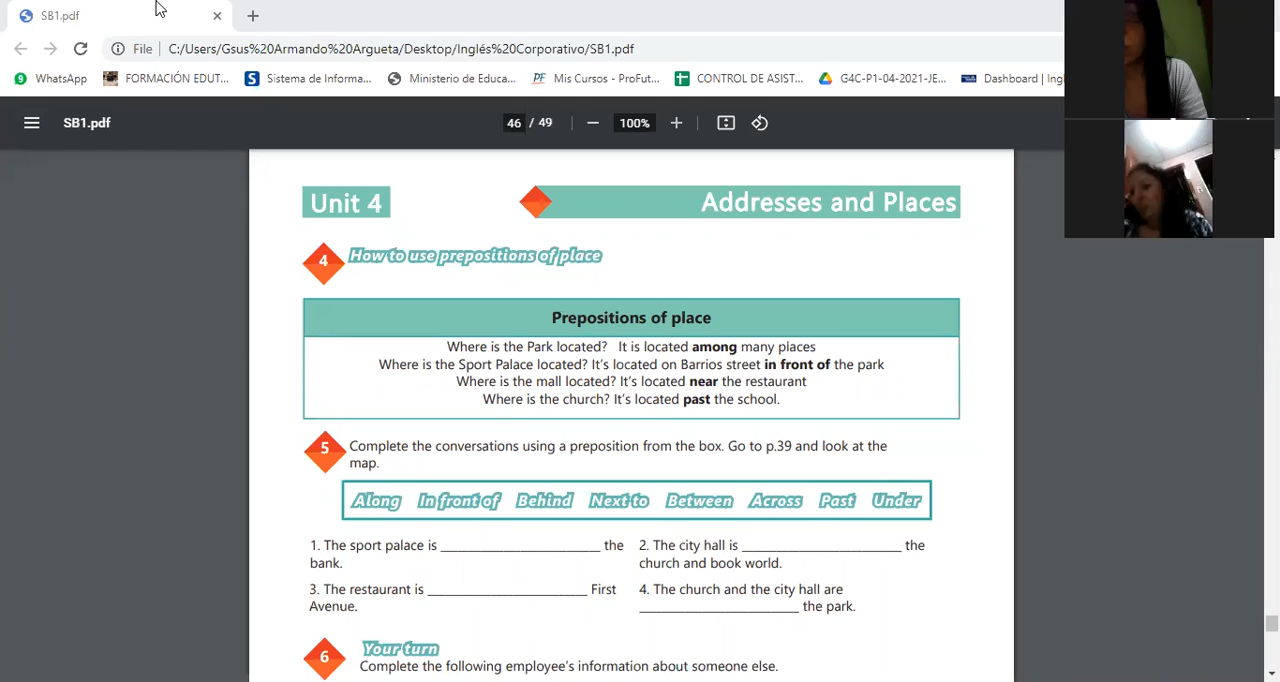 SB1.pdf
File
C:/Users/Gsus%20Armando%20Argueta/Desktop/Inglés%20Corporativo/SB1.pdf
WhatsApp
FORMACIÓN EDUT...
Sistema de Informa...
Ministerio de Educa...
Mis Cursos - ProFut...
CONTROL DE ASIST...
G4C-P1-04-2021-JE...
Dashboard | Ingl
SB1.pdf
46 / 49
100%
Unit 4
Addresses and Places
4 How to use prepositions of place
Prepositions of place
Where is the Park located? It is located among many places
Where is the Sport Palace located? It's located on Barrios street in front of the park
Where is the mall located? It's located near the restaurant
Where is the church? It's located past the school.
5 Complete the conversations using a preposition from the box. Go to p.39 and look at the
map.
Along In front of Behind Next to Between Across Past Under
1. The sport palace is ______________________ the
bank.
2. The city hall is ______________________ the
church and book world.
3. The restaurant is ______________________ First
Avenue.
4. The church and the city hall are
______________________ the park.
6 Your turn
Complete the following employee's information about someone else.